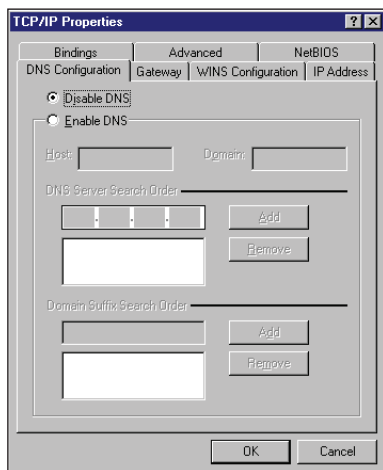 TCP/IP Properties
Bindings Advanced NetBIOS
DNS Configuration Gateway WINS Configuration IP Address
Disable DNS
Enable DNS
Host: Domain:
DNS Server Search Order
Add
Remove
Domain Suffix Search Order
Add
Remove
OK Cancel